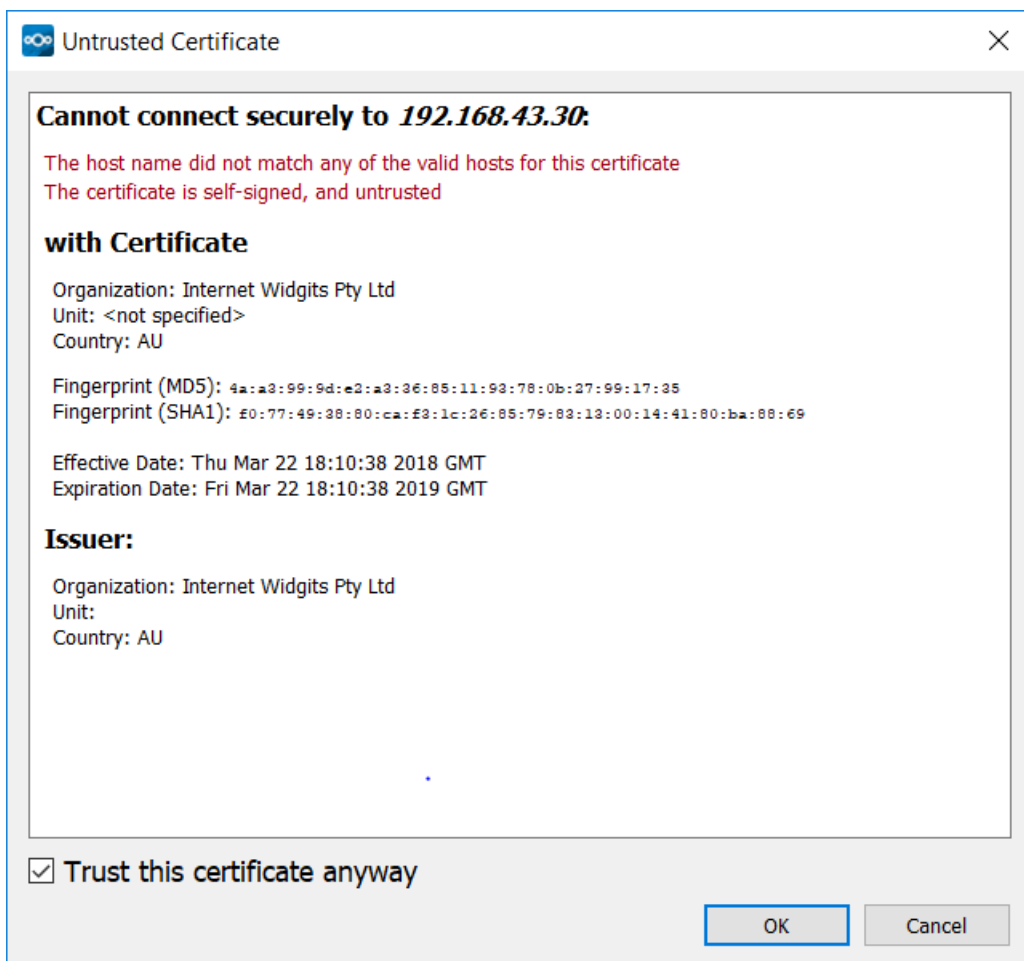 Untrusted Certificate
Cannot connect securely to 192.168.43.30:
The host name did not match any of the valid hosts for this certificate
The certificate is self-signed, and untrusted
with Certificate
Organization: Internet Widgits Pty Ltd
Unit: <not specified>
Country: AU
Fingerprint (MD5): 4a:a3:99:9d:e2:a3:36:85:11:93:78:0b:27:99:17:35
Fingerprint (SHA1): f0:77:49:38:80:ca:f3:1c:26:85:79:83:13:00:14:41:80:ba:88:69
Effective Date: Thu Mar 22 18:10:38 2018 GMT
Expiration Date: Fri Mar 22 18:10:38 2019 GMT
Issuer:
Organization: Internet Widgits Pty Ltd
Unit:
Country: AU
Trust this certificate anyway
OK Cancel